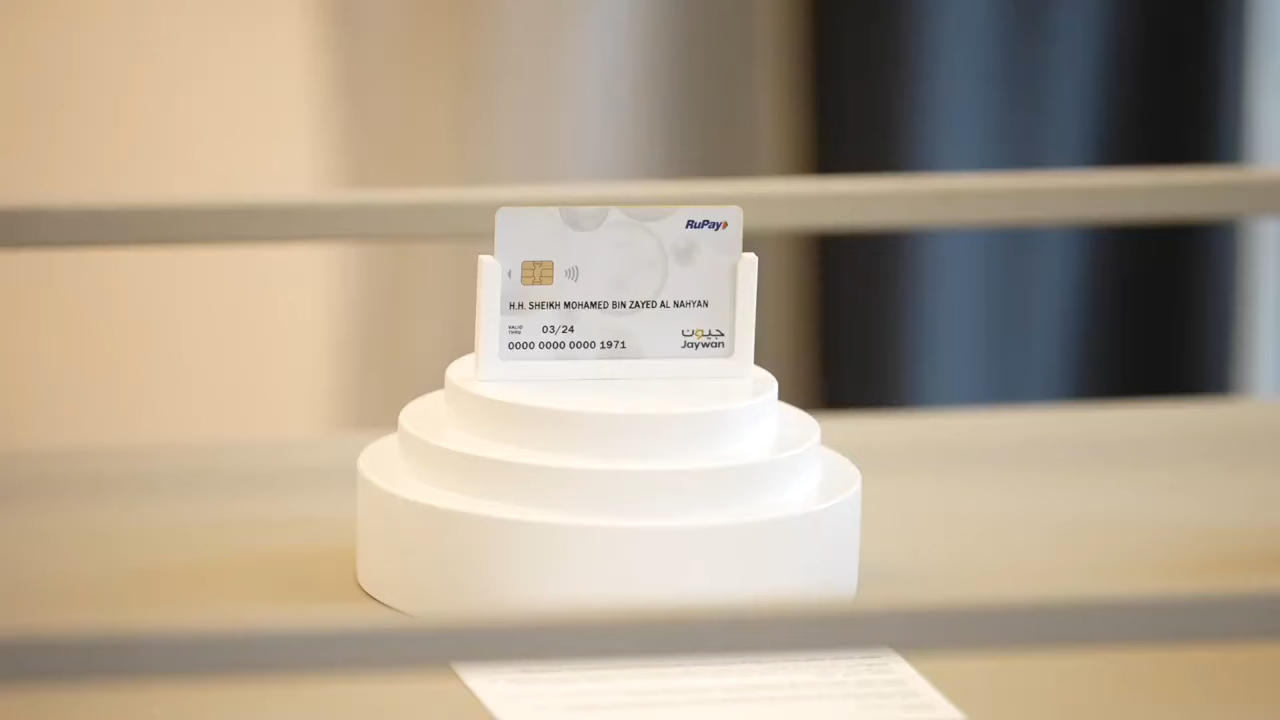 RuPay
H.H. SHEIKH MOHAMED BIN ZAYED AL NAHYAN
VALID
THRU
03/24
0000 0000 0000 1971
جيون
Jaywan